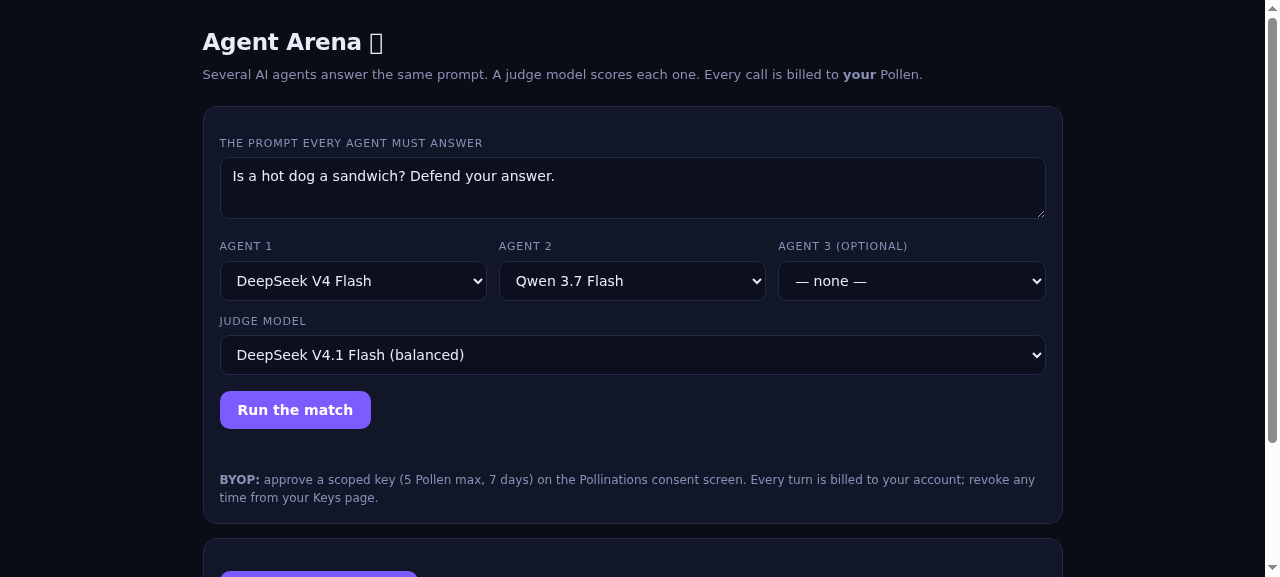 Agent Arena
Several AI agents answer the same prompt. A judge model scores each one. Every call is billed to your Pollen.
THE PROMPT EVERY AGENT MUST ANSWER
Is a hot dog a sandwich? Defend your answer.
AGENT 1 AGENT 2 AGENT 3 (OPTIONAL)
DeepSeek V4 Flash Qwen 3.7 Flash — none —
JUDGE MODEL
DeepSeek V4.1 Flash (balanced)
Run the match
BYOP: approve a scoped key (5 Pollen max, 7 days) on the Pollinations consent screen. Every turn is billed to your account; revoke any
time from your Keys page.